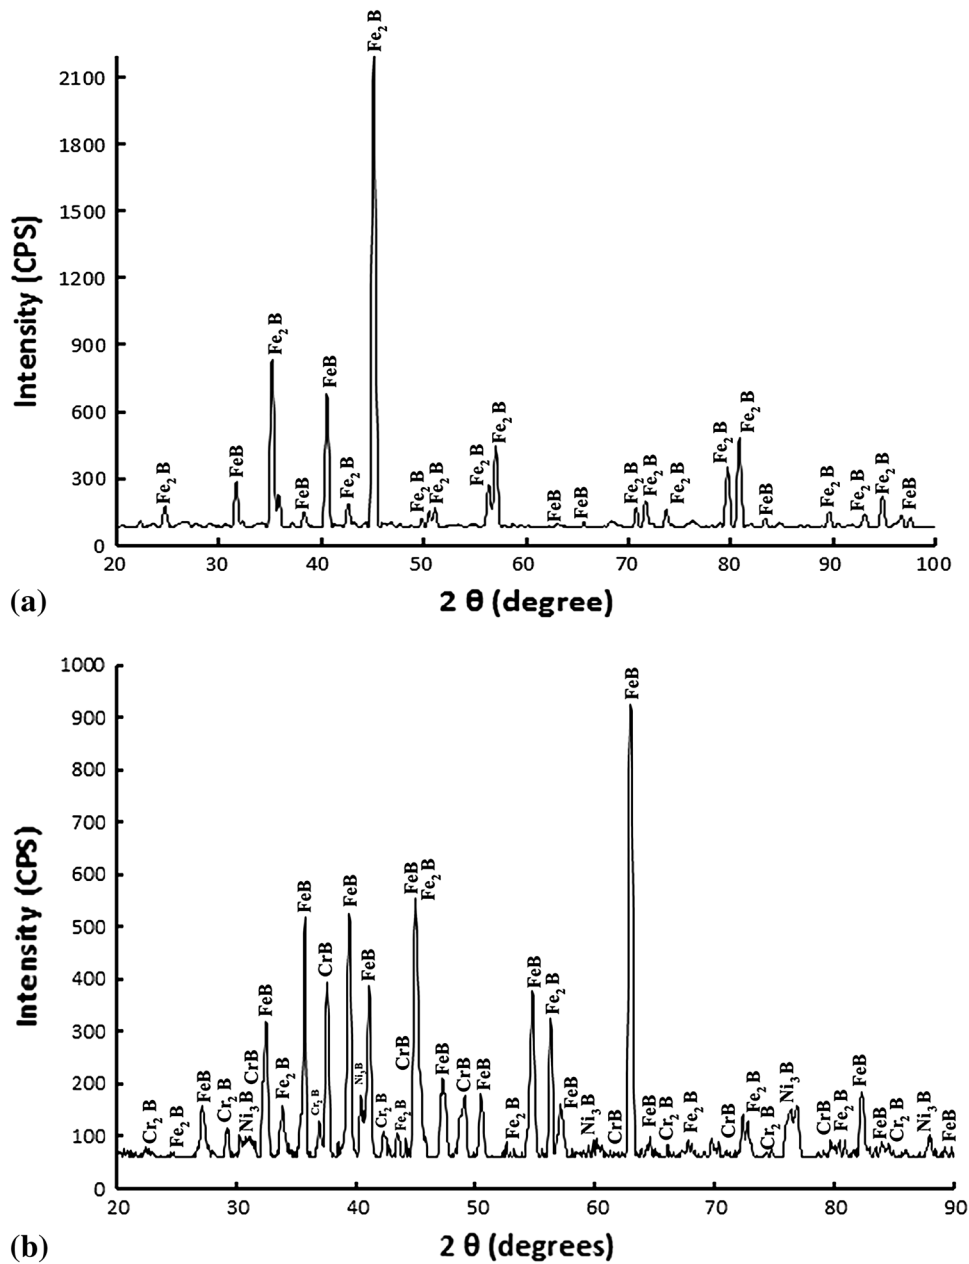 Fe2B
2100
1800
1500
1200
900
600
300
0
Intensity (CPS)
Fe2B
FeB
Fe2B
FeB
FeB
Fe2B
Fe2B
Fe2B
Fe2B
Fe2B
FeB
FeB
Fe2B
Fe2B
Fe2B
Fe2B
Fe2B
FeB
Fe2B
Fe2B
Fe2B
FeB
20 30 40 50 60 70 80 90 100
(a) 2 θ (degree)
1000
900
800
700
600
500
400
300
200
100
0
Intensity (CPS)
Cr2B
Fe2B
FeB
Cr2B
Ni3B
CrB
FeB
Fe2B
FeB
Cr2B
CrB
FeB
Ni3B
FeB
Cr2B
Fe2B
CrB
FeB
Fe2B
FeB
CrB
FeB
Fe2B
FeB
Fe2B
FeB
Ni3B
CrB
FeB
FeB
Cr2B
Fe2B
CrB
Fe2B
Cr2B
Ni3B
CrB
Fe2B
FeB
FeB
Cr2B
Ni3B
FeB
20 30 40 50 60 70 80 90
(b) 2 θ (degrees)